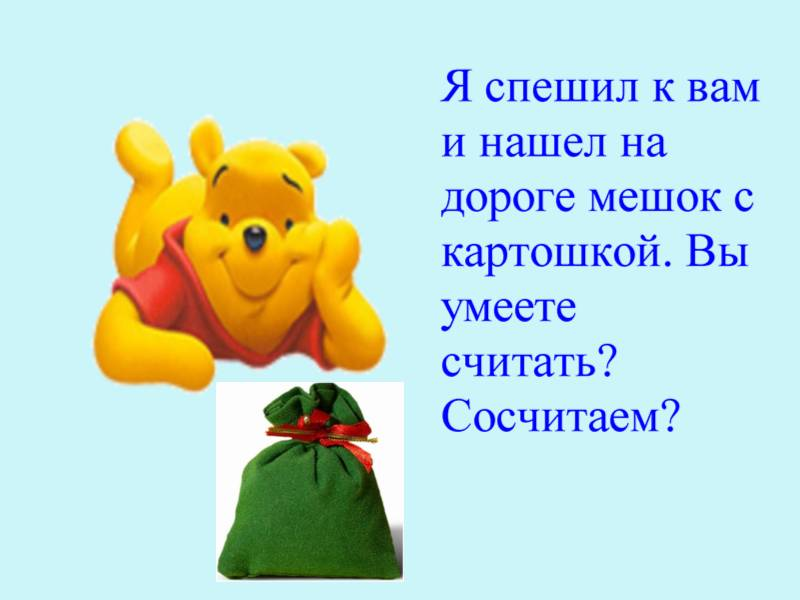 Я спешил к вам
и нашел на
дороге мешок с
картошкой. Вы
умеете
считать?
Сосчитаем?